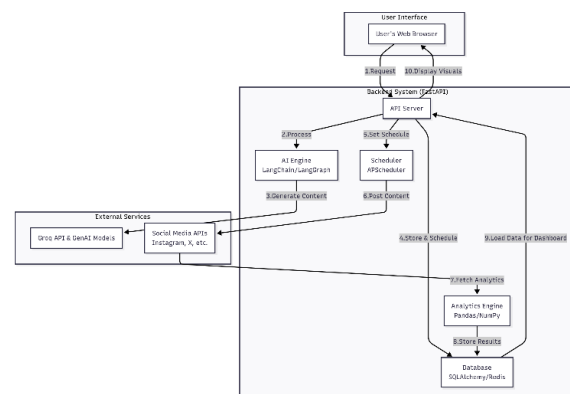 User Interface
User's Web Browser
1.Request
10.Display Visuals
Backend System (FastAPI)
API Server
2.Process
5.Set Schedule
AI Engine
LangChain/LangGraph
Scheduler
APScheduler
3.Generate Content
6.Post Content
External Services
Groq API & GenAI Models
Social Media APIs
Instagram, X, etc.
4.Store & Schedule
9.Load Data for Dashboard
7.Fetch Analytics
Analytics Engine
Pandas/NumPy
8.Store Results
Database
SQLAlchemy/Redis